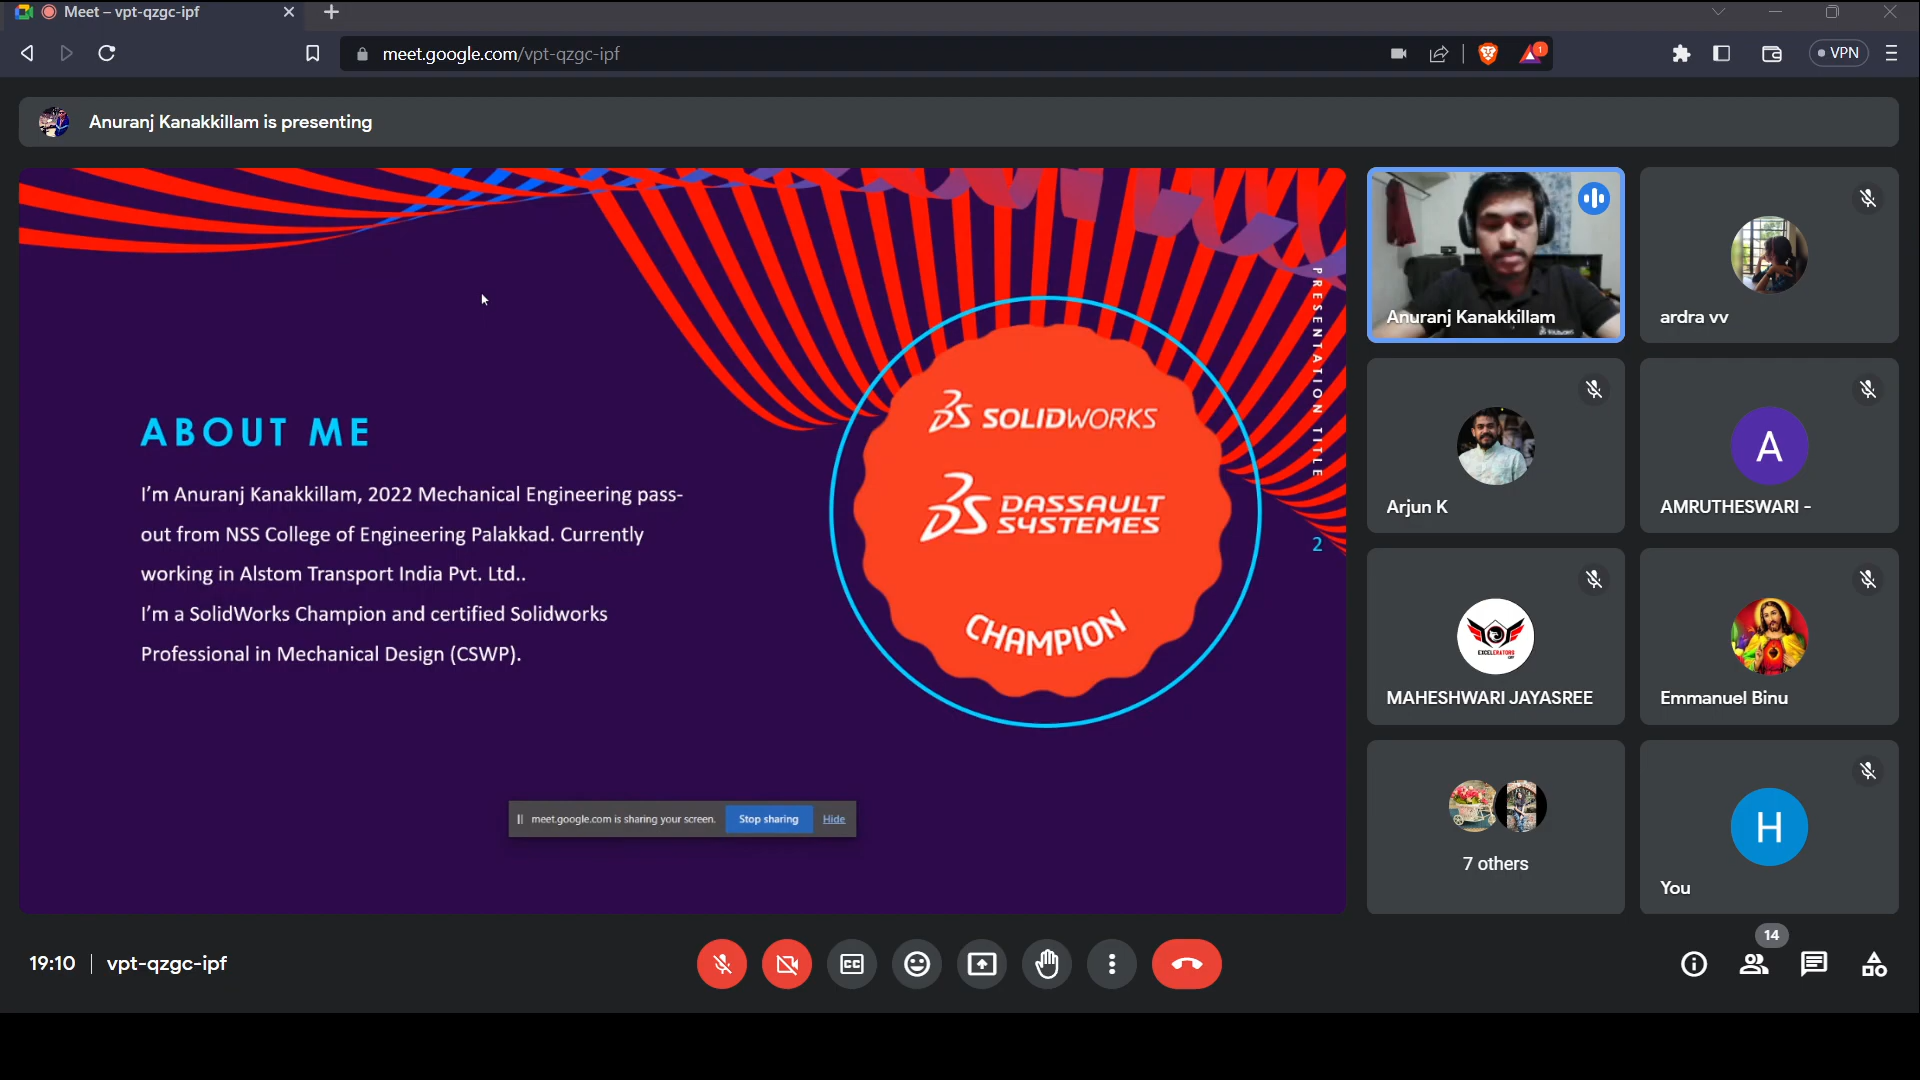 Meet – vpt-qzgc-ipf
meet.google.com/vpt-qzgc-ipf
1
VPN
Anuranj Kanakkillam is presenting
PRESENTATION TITLE
2
ABOUT ME
I'm Anuranj Kanakkillam, 2022 Mechanical Engineering pass-
out from NSS College of Engineering Palakkad. Currently
working in Alstom Transport India Pvt. Ltd..
I'm a SolidWorks Champion and certified Solidworks
Professional in Mechanical Design (CSWP).
SOLIDWORKS
DASSAULT
SYSTEMES
CHAMPION
meet.google.com is sharing your screen.
Stop sharing
Hide
Anuranj Kanakkillam
ardra vv
Arjun K
A
AMRUTHESWARI -
EXCELERATORS
MAHESHWARI JAYASREE
Emmanuel Binu
7 others
H
You
19:10 | vpt-qzgc-ipf
CC
14